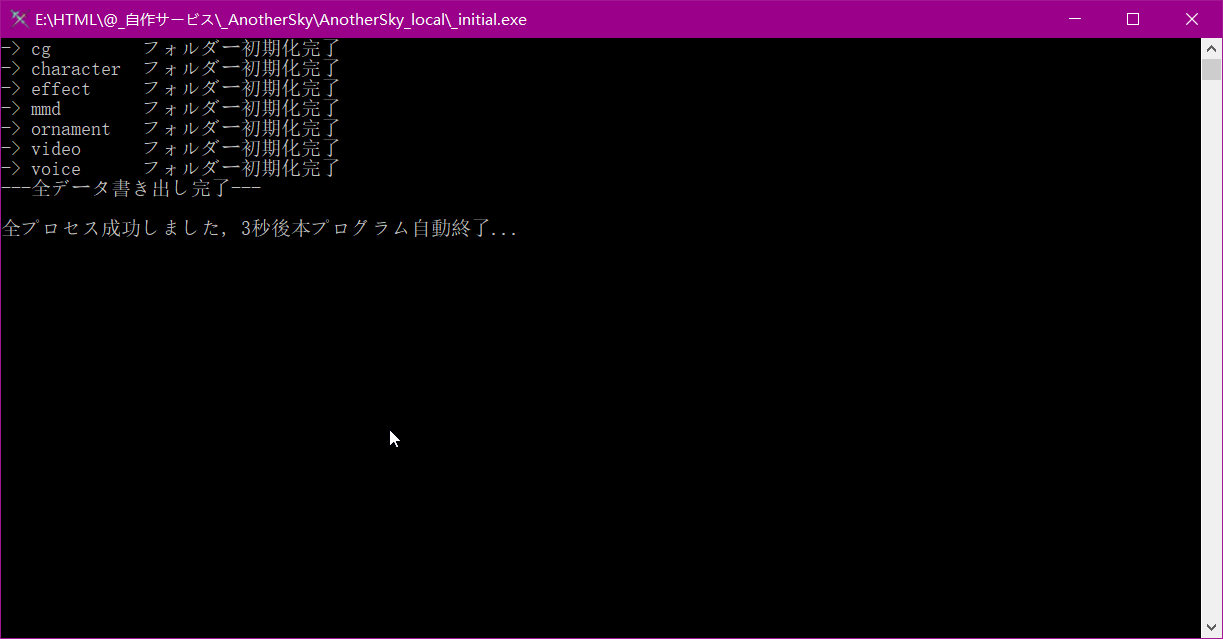 E:\HTML\@_自作サービス\_AnotherSky\AnotherSky_local\_initial.exe
-> cg フォルダー初期化完了
-> character フォルダー初期化完了
-> effect フォルダー初期化完了
-> mmd フォルダー初期化完了
-> ornament フォルダー初期化完了
-> video フォルダー初期化完了
-> voice フォルダー初期化完了
---全データ書き出し完了---
全プロセス成功しました, 3秒後本プログラム自動終了...